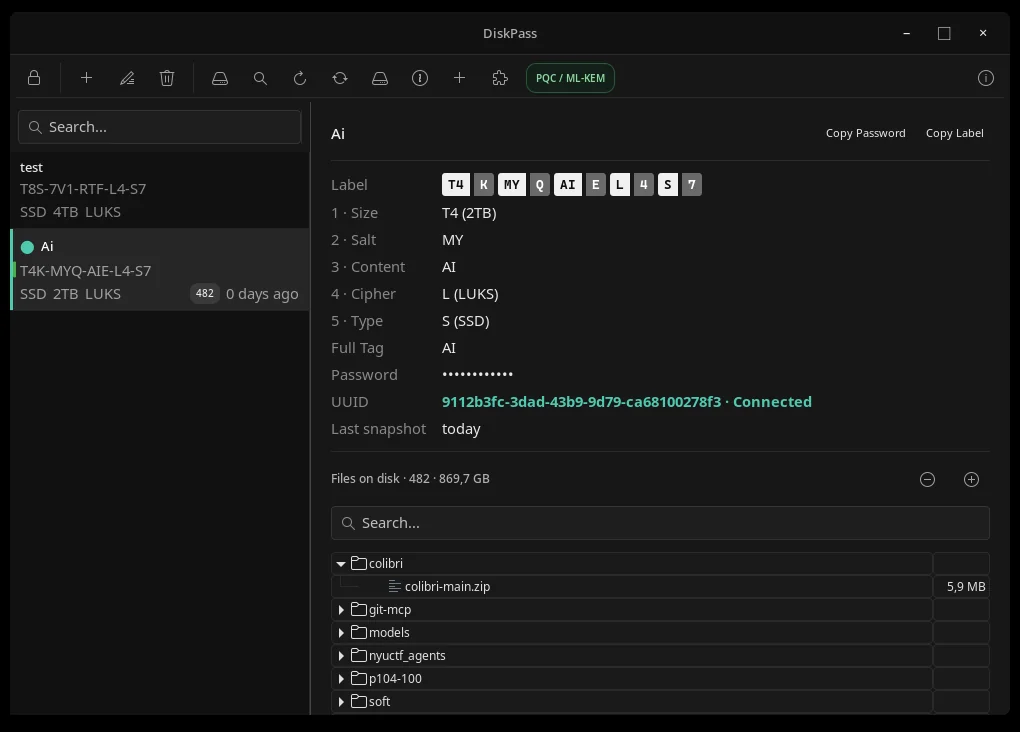 DiskPass
PQC / ML-KEM
Search...
test
T8S-7V1-RTF-L4-S7
SSD 4TB LUKS
Ai
T4K-MYQ-AIE-L4-S7
SSD 2TB LUKS 482 0 days ago
Ai Copy Password Copy Label
Label T4 K MY Q AI E L 4 S 7
1 · Size T4 (2TB)
2 · Salt MY
3 · Content AI
4 · Cipher L (LUKS)
5 · Type S (SSD)
Full Tag AI
Password ••••••••••••
UUID 9112b3fc-3dad-43b9-9d79-ca68100278f3 · Connected
Last snapshot today
Files on disk · 482 · 869,7 GB
Search...
colibri
colibri-main.zip 5,9 MB
git-mcp
models
nyuctf_agents
p104-100
soft